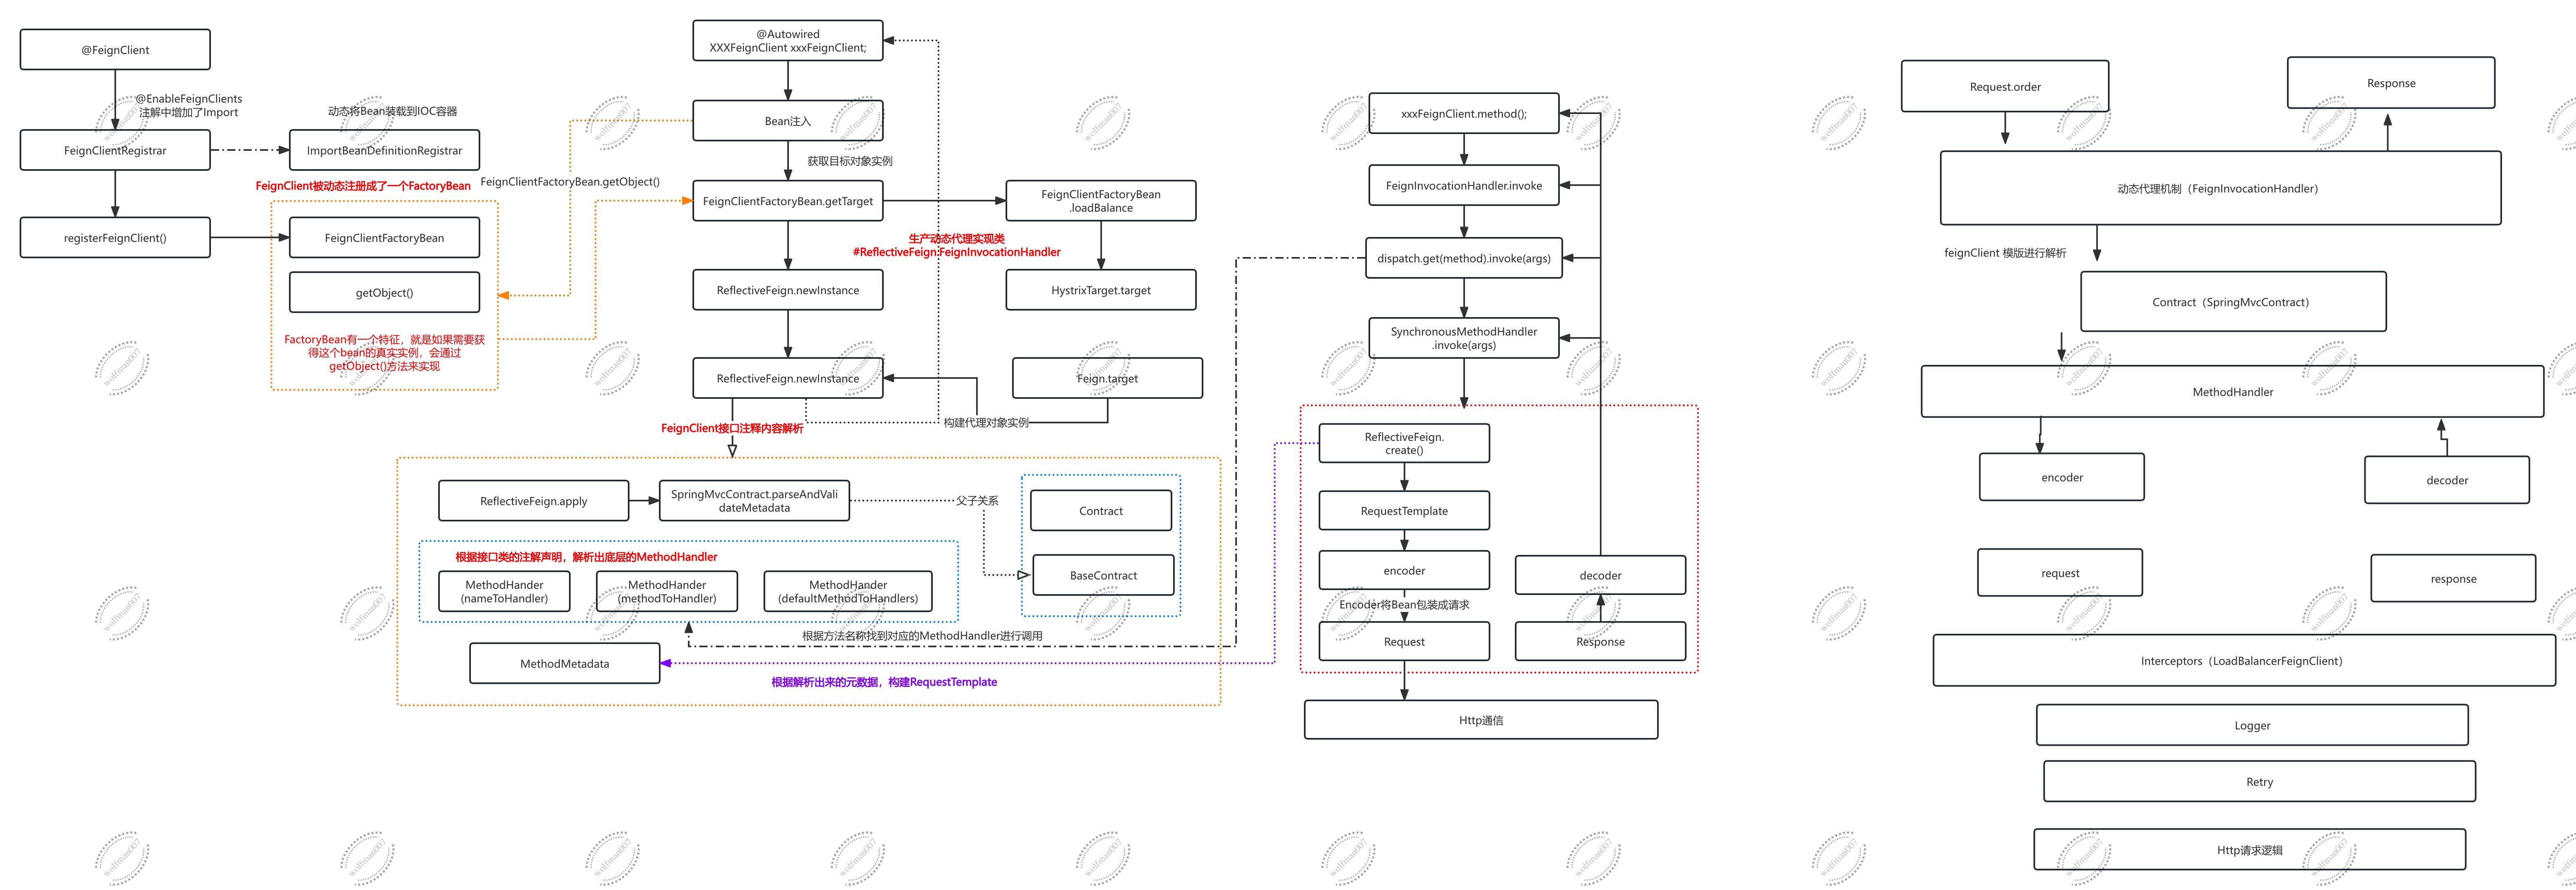 @FeignClient
@EnableFeignClients
注解中增加了Import
动态将Bean装载到IOC容器
FeignClientRegistrar
ImportBeanDefinitionRegistrar
FeignClient被动态注册成了一个FactoryBean
registerFeignClient()
FeignClientFactoryBean
getObject()
FactoryBean有一个特征，就是如果需要获
得这个bean的真实实例，会通过
getObject()方法来实现
@Autowired
XXXFeignClient xxxFeignClient;
Bean注入
获取目标对象实例
FeignClientFactoryBean.getObject()
FeignClientFactoryBean.getTarget
FeignClientFactoryBean
.loadBalance
生产动态代理实现类
#ReflectiveFeign.FeignInvocationHandler
ReflectiveFeign.newInstance
HystrixTarget.target
ReflectiveFeign.newInstance
Feign.target
构建代理对象实例
FeignClient接口注释内容解析
ReflectiveFeign.apply
SpringMvcContract.parseAndVali
dateMetadata
父子关系
Contract
BaseContract
根据接口类的注解声明，解析出底层的MethodHandler
MethodHander
(nameToHandler)
MethodHander
(methodToHandler)
MethodHander
(defaultMethodToHandlers)
根据方法名称找到对应的MethodHandler进行调用
MethodMetadata
根据解析出来的元数据，构建RequestTemplate
xxxFeignClient.method();
FeignInvocationHandler.invoke
dispatch.get(method).invoke(args)
SynchronousMethodHandler
.invoke(args)
ReflectiveFeign.
create()
RequestTemplate
encoder
decoder
Encoder将Bean包装成请求
Request
Response
Http通信
Request.order
Response
动态代理机制（FeignInvocationHandler）
feignClient 模版进行解析
Contract（SpringMvcContract）
MethodHandler
encoder
decoder
request
response
Interceptors（LoadBalancerFeignClient）
Logger
Retry
Http请求逻辑
wolfman007